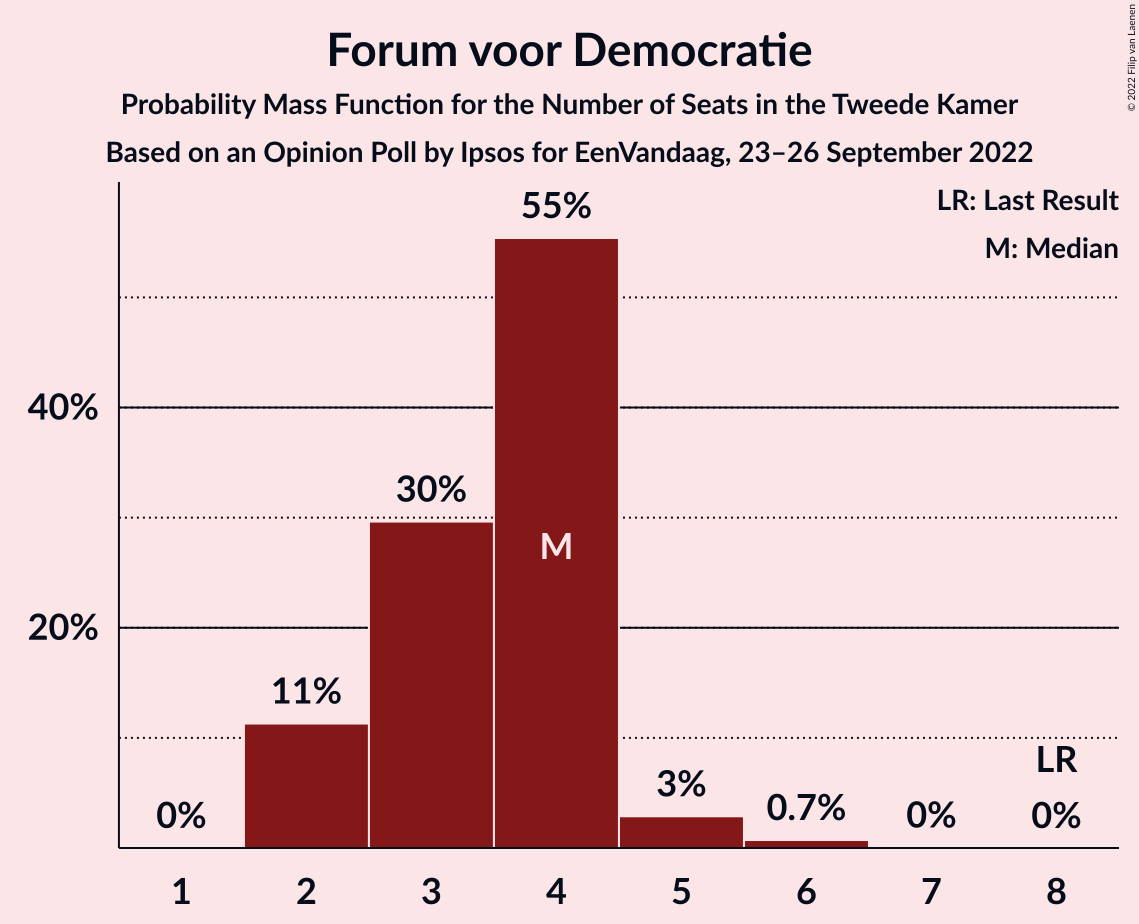 Forum voor Democratie
Probability Mass Function for the Number of Seats in the Tweede Kamer
Based on an Opinion Poll by Ipsos for EenVandaag, 23–26 September 2022
© 2022 Filip van Laenen
LR: Last Result
M: Median
55%
40%
30%
M
20%
11%
LR
0%
3%
0.7%
0%
0%
1 2 3 4 5 6 7 8